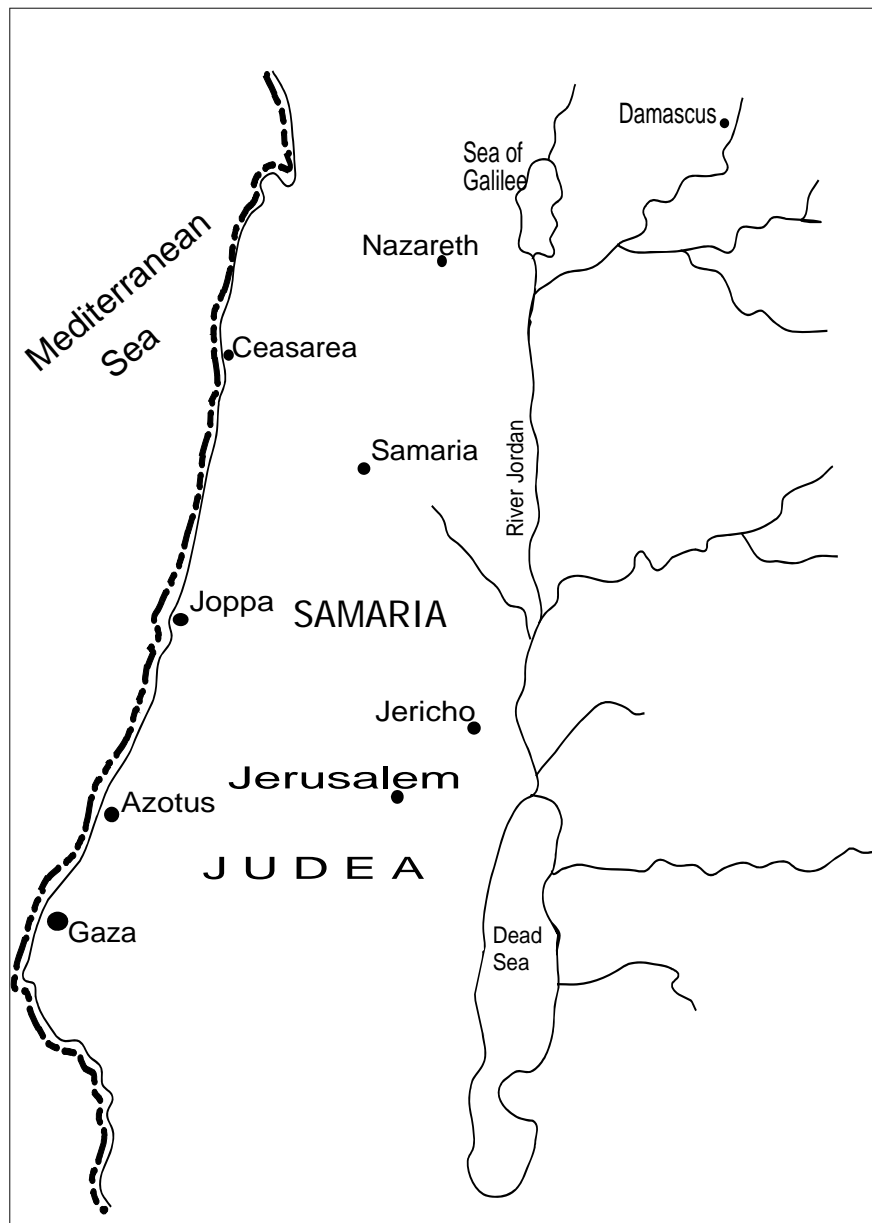 Damascus
Sea of
Galilee
Nazareth
Mediterranean
Sea
Ceasarea
Samaria
River Jordan
Joppa
SAMARIA
Jericho
Jerusalem
Azotus
JUDEA
Gaza
Dead
Sea